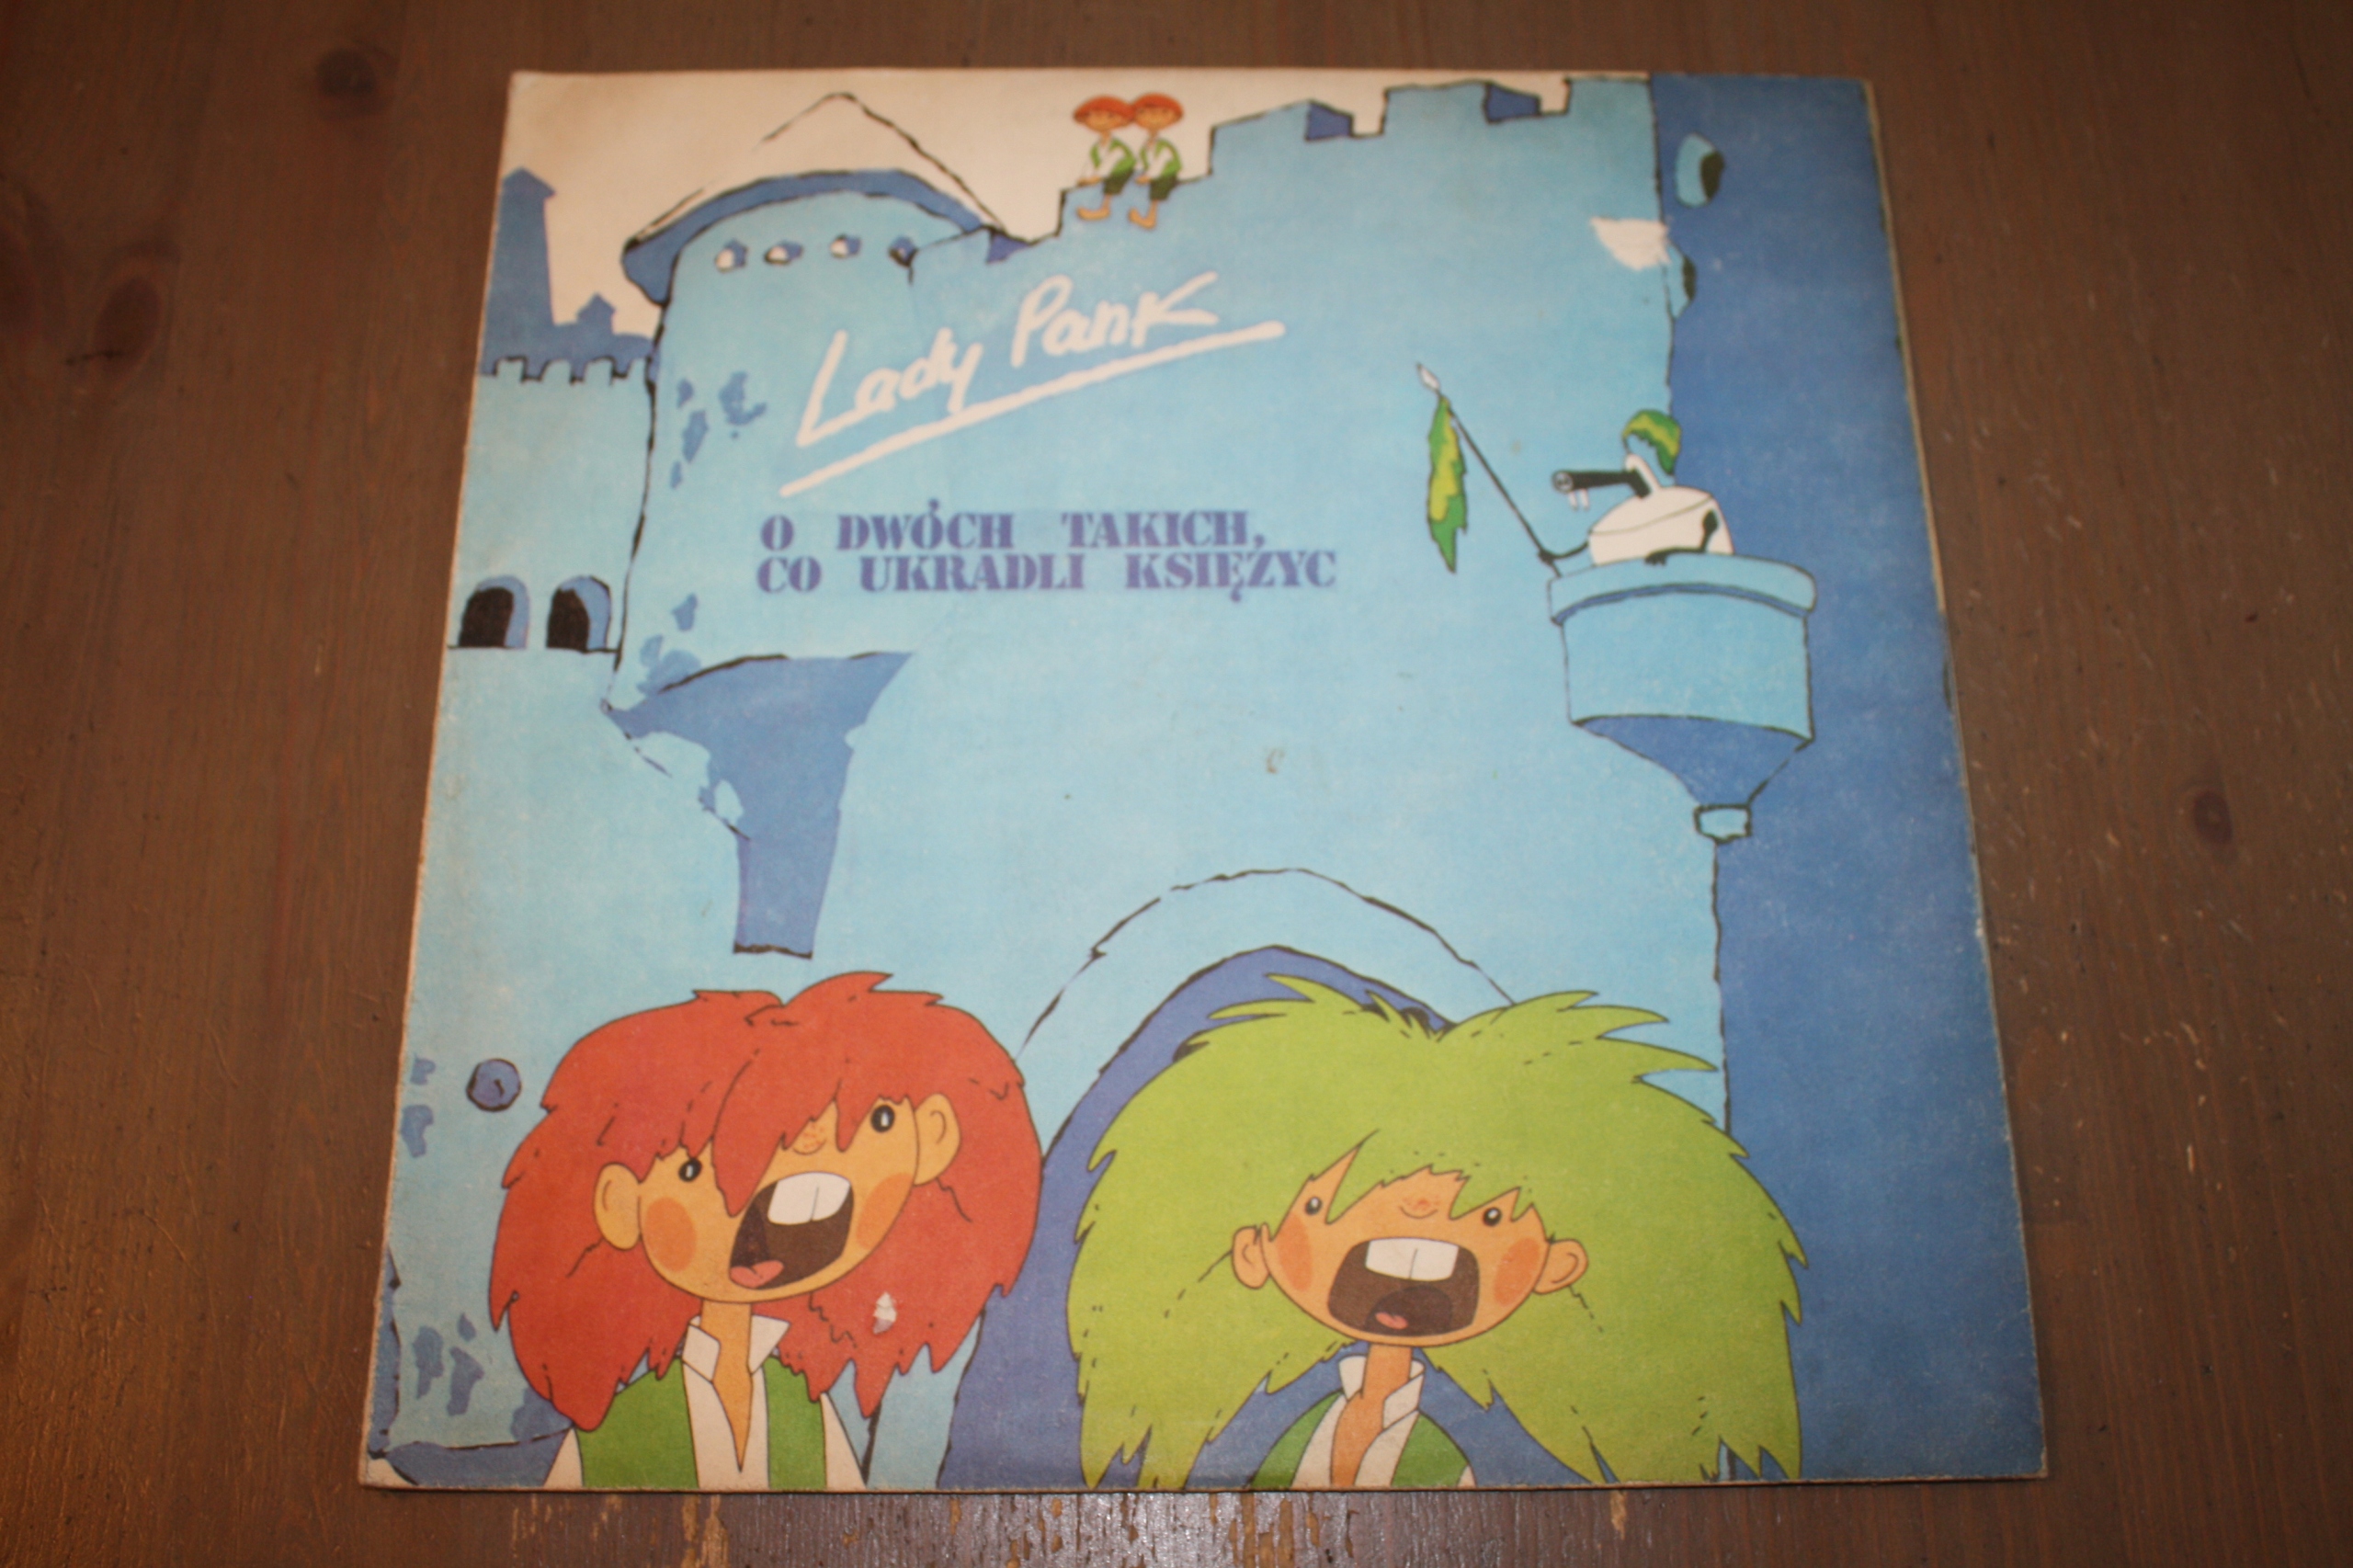 Lady Pank
O DWÓCH TAKICH,
CO UKRADLI KSIĘŻYC